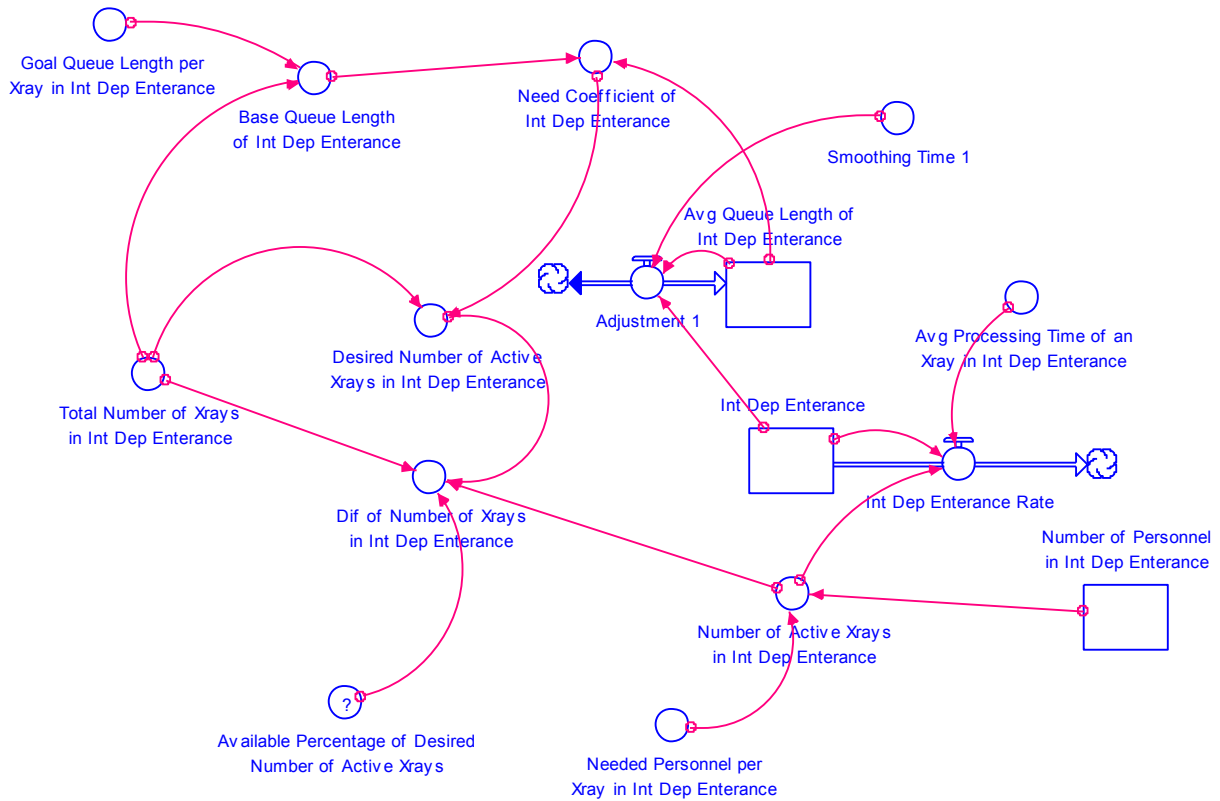 Goal Queue Length per
Xray in Int Dep Enterance
Base Queue Length
of Int Dep Enterance
Need Coefficient of
Int Dep Enterance
Smoothing Time 1
Avg Queue Length of
Int Dep Enterance
Adjustment 1
Avg Processing Time of an
Xray in Int Dep Enterance
Desired Number of Active
Xrays in Int Dep Enterance
Total Number of Xrays
in Int Dep Enterance
Int Dep Enterance
Int Dep Enterance Rate
Dif of Number of Xrays
in Int Dep Enterance
Number of Personnel
in Int Dep Enterance
Number of Active Xrays
in Int Dep Enterance
?
Available Percentage of Desired
Number of Active Xrays
Needed Personnel per
Xray in Int Dep Enterance